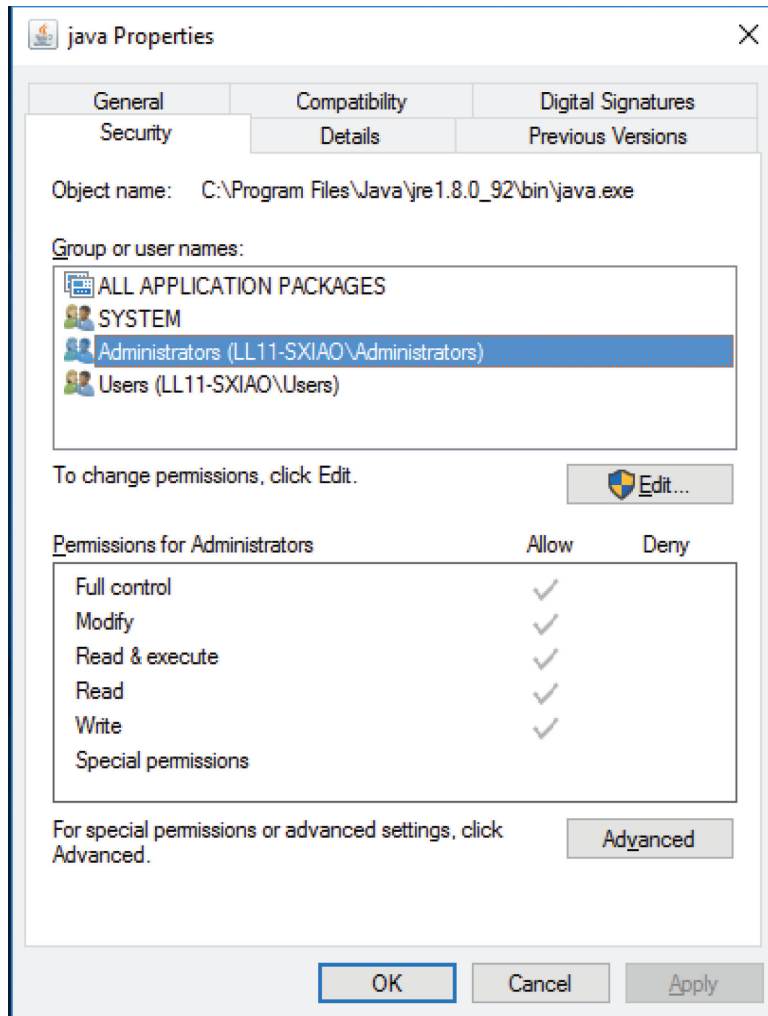 java Properties
General Compatibility Digital Signatures
Security Details Previous Versions
Object name: C:\Program Files\Java\jre1.8.0_92\bin\java.exe
Group or user names:
ALL APPLICATION PACKAGES
SYSTEM
Administrators (LL11-SXIAO\Administrators)
Users (LL11-SXIAO\Users)
To change permissions, click Edit.
Edit...
Permissions for Administrators Allow Deny
Full control
Modify
Read & execute
Read
Write
Special permissions
For special permissions or advanced settings, click
Advanced.
Advanced
OK Cancel Apply